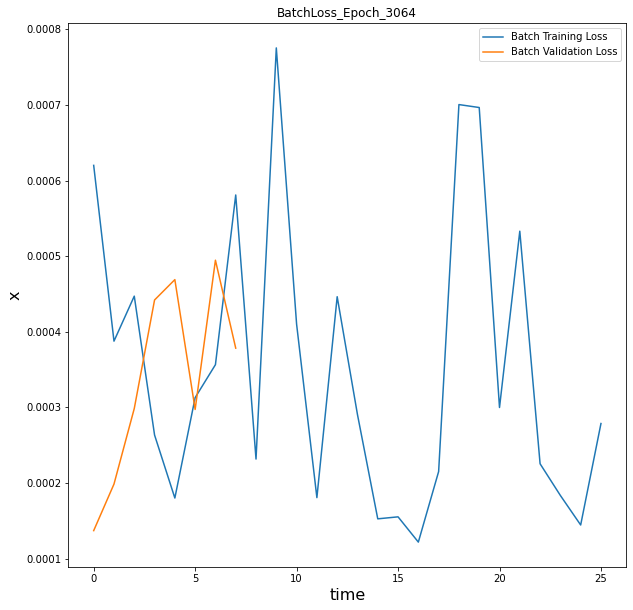 BatchLoss_Epoch_3064
Batch Training Loss
Batch Validation Loss
0.0008
0.0007
0.0006
0.0005
0.0004
0.0003
0.0002
0.0001
x
0 5 10 15 20 25
time